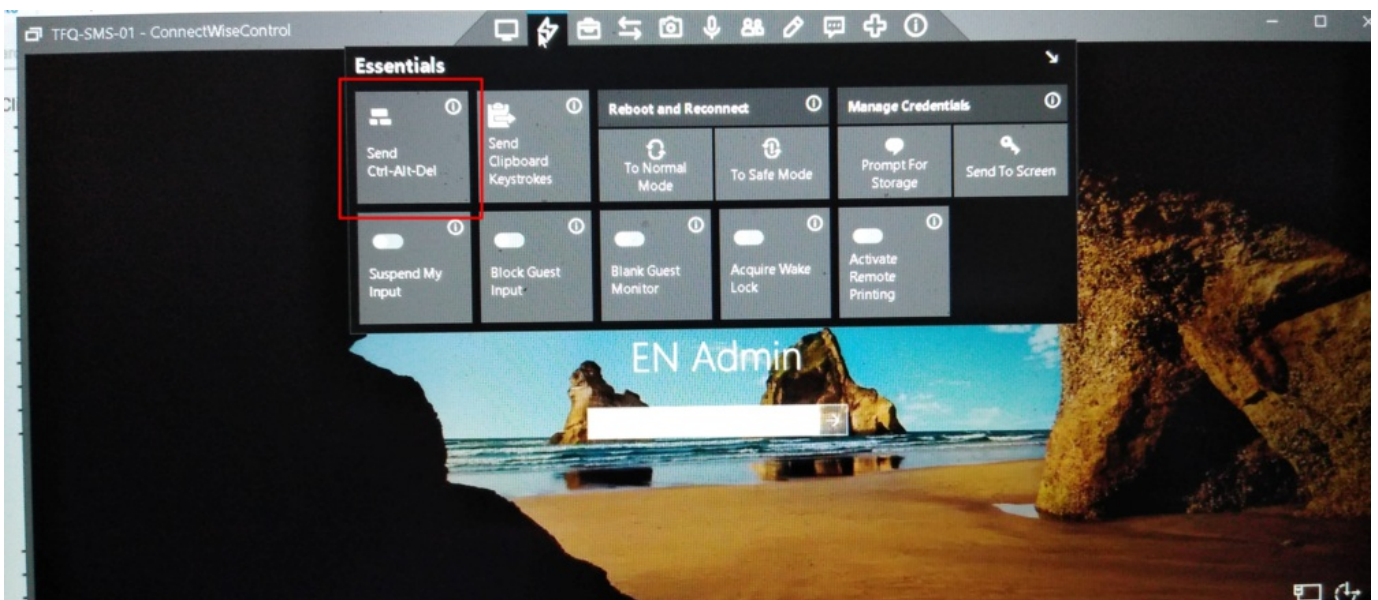 TFQ-SMS-01 - ConnectWiseControl
Essentials
Send
Ctrl-Alt-Del
Send
Clipboard
Keystrokes
Reboot and Reconnect
To Normal
Mode
To Safe Mode
Manage Credentials
Prompt For
Storage
Send To Screen
Suspend My
Input
Block Guest
Input
Blank Guest
Monitor
Acquire Wake
Lock
Activate
Remote
Printing
EN Admin